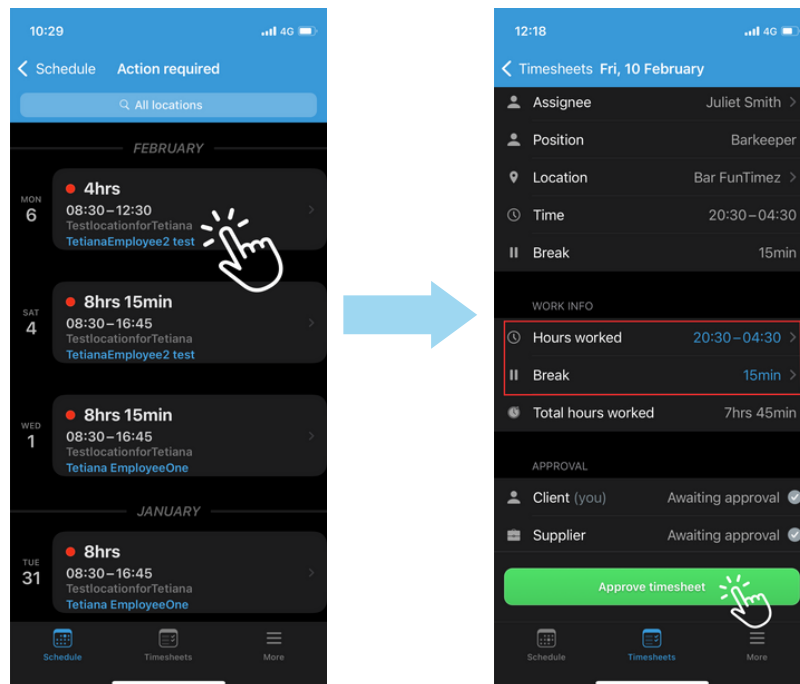 10:29
4G
Schedule Action required
All locations
FEBRUARY
MON
6
4hrs
08:30–12:30
TestlocationforTetiana
TetianaEmployee2 test
SAT
4
8hrs 15min
08:30–16:45
TestlocationforTetiana
TetianaEmployee2 test
WED
1
8hrs 15min
08:30–16:45
TestlocationforTetiana
Tetiana EmployeeOne
JANUARY
TUE
31
8hrs
08:30–16:45
TestlocationforTetiana
Tetiana EmployeeOne
Schedule Timesheets More
12:18
4G
Timesheets Fri, 10 February
Assignee Juliet Smith
Position Barkeeper
Location Bar FunTimez
Time 20:30–04:30
Break 15min
WORK INFO
Hours worked 20:30–04:30
Break 15min
Total hours worked 7hrs 45min
APPROVAL
Client (you) Awaiting approval
Supplier Awaiting approval
Approve timesheet
Schedule Timesheets More